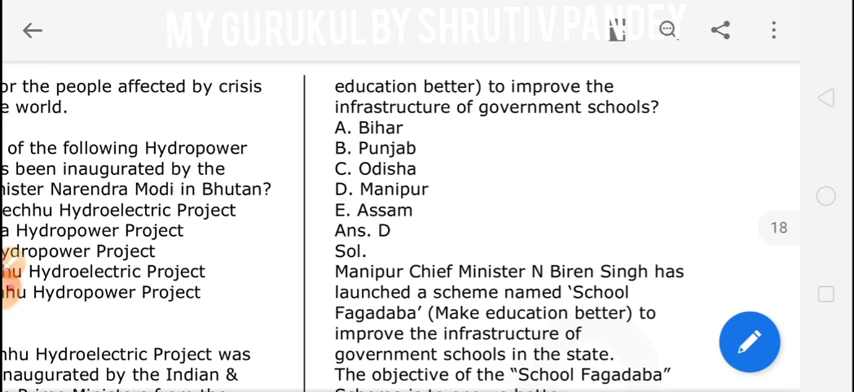 MY GURUKUL BY SHRUTI V PANDEY
or the people affected by crisis
e world.
of the following Hydropower
s been inaugurated by the
nister Narendra Modi in Bhutan?
echhu Hydroelectric Project
a Hydropower Project
ydropower Project
hu Hydroelectric Project
hhu Hydropower Project
hhu Hydroelectric Project was
naugurated by the Indian &
education better) to improve the
infrastructure of government schools?
A. Bihar
B. Punjab
C. Odisha
D. Manipur
E. Assam
Ans. D
Sol.
Manipur Chief Minister N Biren Singh has
launched a scheme named ‘School
Fagadaba’ (Make education better) to
improve the infrastructure of
government schools in the state.
The objective of the “School Fagadaba”
18